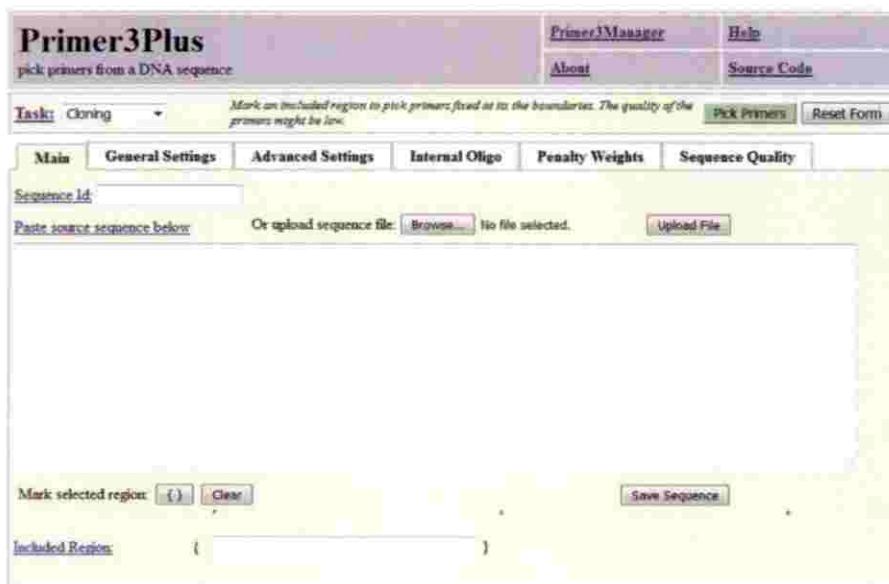 Primer3Plus
pick primers from a DNA sequence
Primer3Manager Help
About Source Code
Task: Cloning
Mark an included region to pick primers fixed at its the boundaries. The quality of the
primers might be low.
Pick Primers Reset Form
Main General Settings Advanced Settings Internal Oligo Penalty Weights Sequence Quality
Sequence Id:
Paste source sequence below Or upload sequence file: Browse... No file selected. Upload File
Mark selected region: { } Clear Save Sequence
Included Region: { }